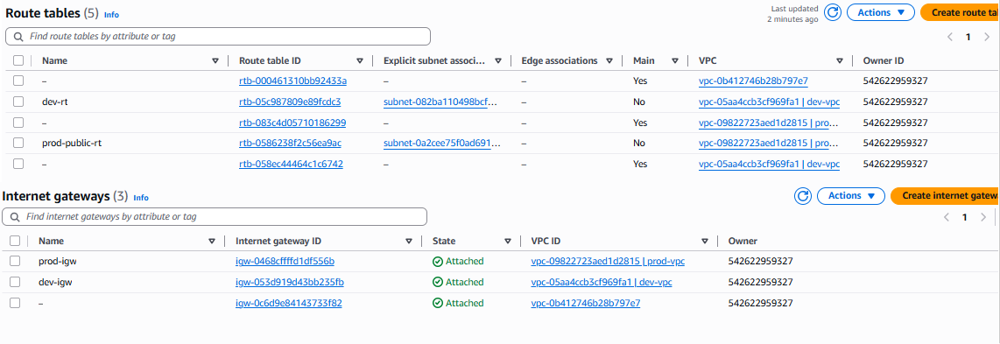 Route tables (5) Info Last updated 2 minutes ago Actions Create route ta
Find route tables by attribute or tag 1
Name Route table ID Explicit subnet associ... Edge associations Main VPC Owner ID
– rtb-000461310bb92433a – – Yes vpc-0b412746b28b797e7 542622959327
dev-rt rtb-05c987809e89fcdc3 subnet-082ba110498bcf... – No vpc-05aa4ccb3cf969fa1 | dev-vpc 542622959327
– rtb-083c4d05710186299 – – Yes vpc-09822723aed1d2815 | pro... 542622959327
prod-public-rt rtb-0586238f2c56ea9ac subnet-0a2cee75f0ad691... – No vpc-09822723aed1d2815 | pro... 542622959327
– rtb-058ec44464c1c6742 – – Yes vpc-05aa4ccb3cf969fa1 | dev-vpc 542622959327
Internet gateways (3) Info Actions Create internet gatew
Find internet gateways by attribute or tag 1
Name Internet gateway ID State VPC ID Owner
prod-igw igw-0468cffffd1df556b Attached vpc-09822723aed1d2815 | prod-vpc 542622959327
dev-igw igw-053d919d43bb235fb Attached vpc-05aa4ccb3cf969fa1 | dev-vpc 542622959327
– igw-0c6d9e84143733f82 Attached vpc-0b412746b28b797e7 542622959327